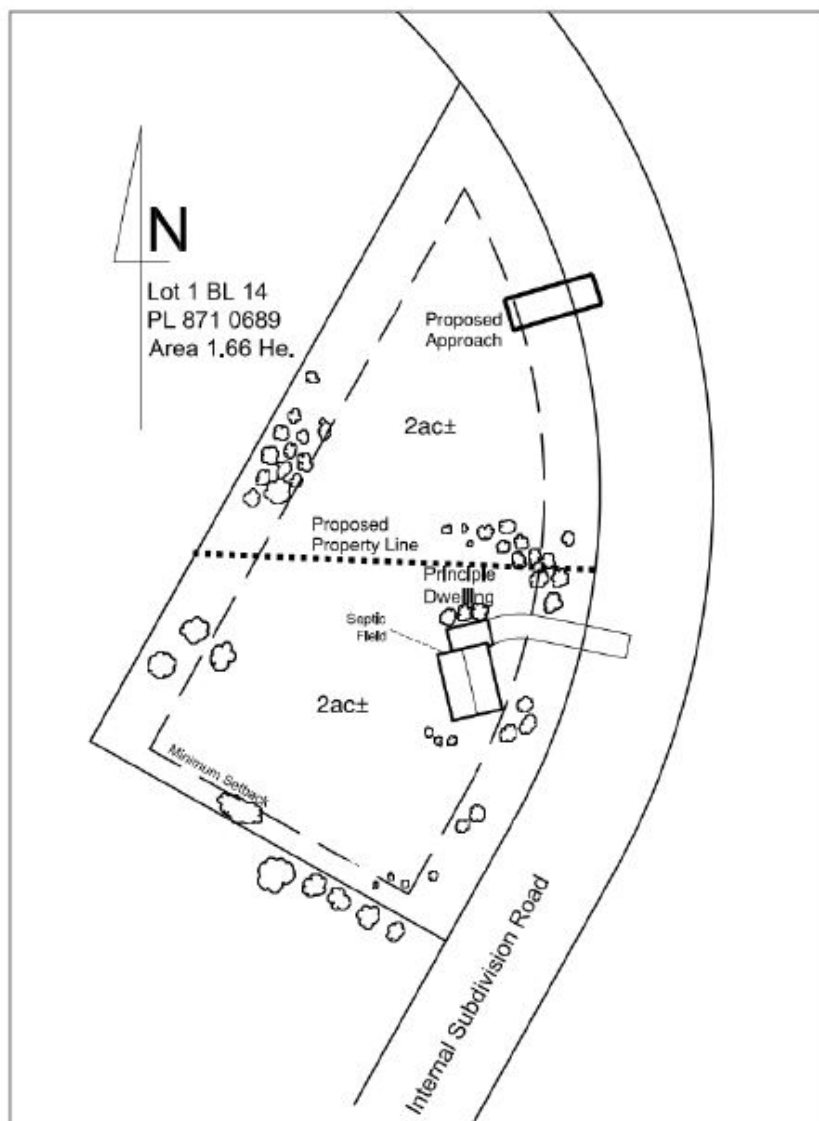 N
Lot 1 BL 14
PL 871 0689
Area 1.66 He.
Proposed
Approach
2ac±
Proposed
Property Line
Principle
Dwelling
Septic
Field
2ac±
Minimum Setback
Internal Subdivision Road